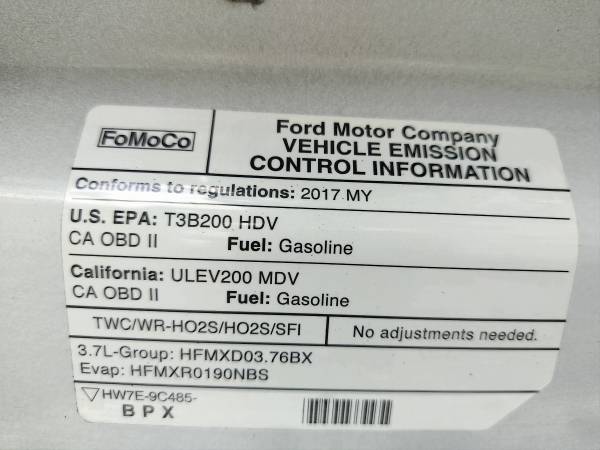 FoMoCo
Ford Motor Company
VEHICLE EMISSION
CONTROL INFORMATION
Conforms to regulations: 2017 MY
U.S. EPA: T3B200 HDV
CA OBD II Fuel: Gasoline
California: ULEV200 MDV
CA OBD II Fuel: Gasoline
TWC/WR-HO2S/HO2S/SFI No adjustments needed.
3.7L-Group: HFMXD03.76BX
Evap: HFMXR0190NBS
HW7E-9C485-
BPX